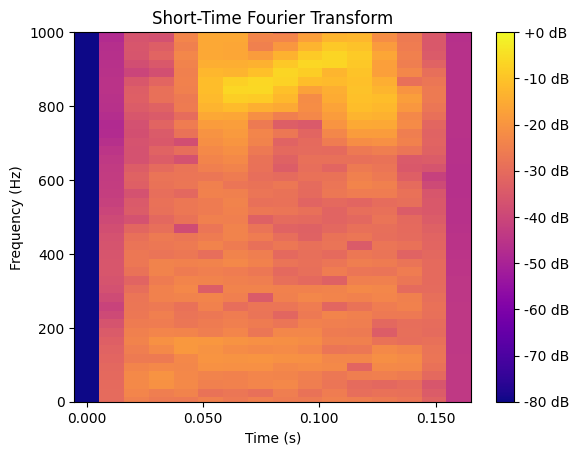 Short-Time Fourier Transform
1000
800
600
400
200
0
Frequency (Hz)
0.000
0.050
0.100
0.150
Time (s)
+0 dB
-10 dB
-20 dB
-30 dB
-40 dB
-50 dB
-60 dB
-70 dB
-80 dB